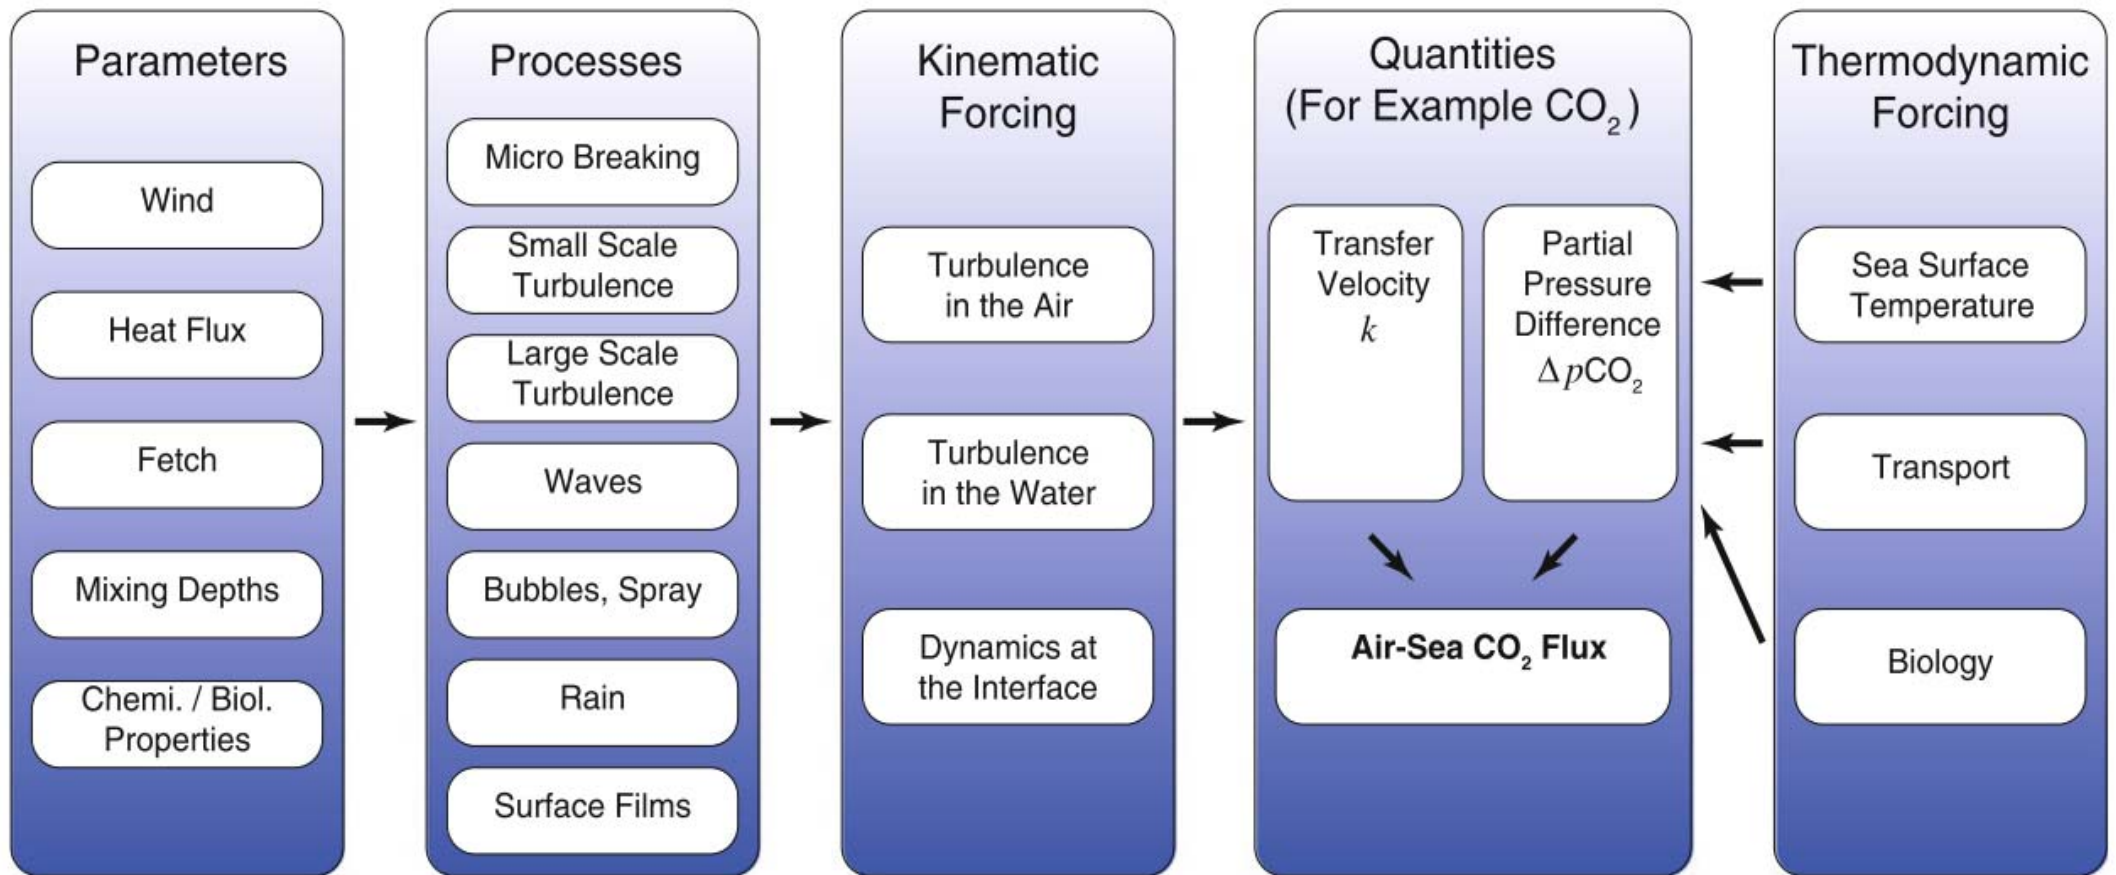 Parameters
Wind
Heat Flux
Fetch
Mixing Depths
Chemi. / Biol.
Properties
Processes
Micro Breaking
Small Scale
Turbulence
Large Scale
Turbulence
Waves
Bubbles, Spray
Rain
Surface Films
Kinematic
Forcing
Turbulence
in the Air
Turbulence
in the Water
Dynamics at
the Interface
Quantities
(For Example CO₂)
Transfer
Velocity
k
Partial
Pressure
Difference
ΔpCO₂
Air-Sea CO₂ Flux
Thermodynamic
Forcing
Sea Surface
Temperature
Transport
Biology